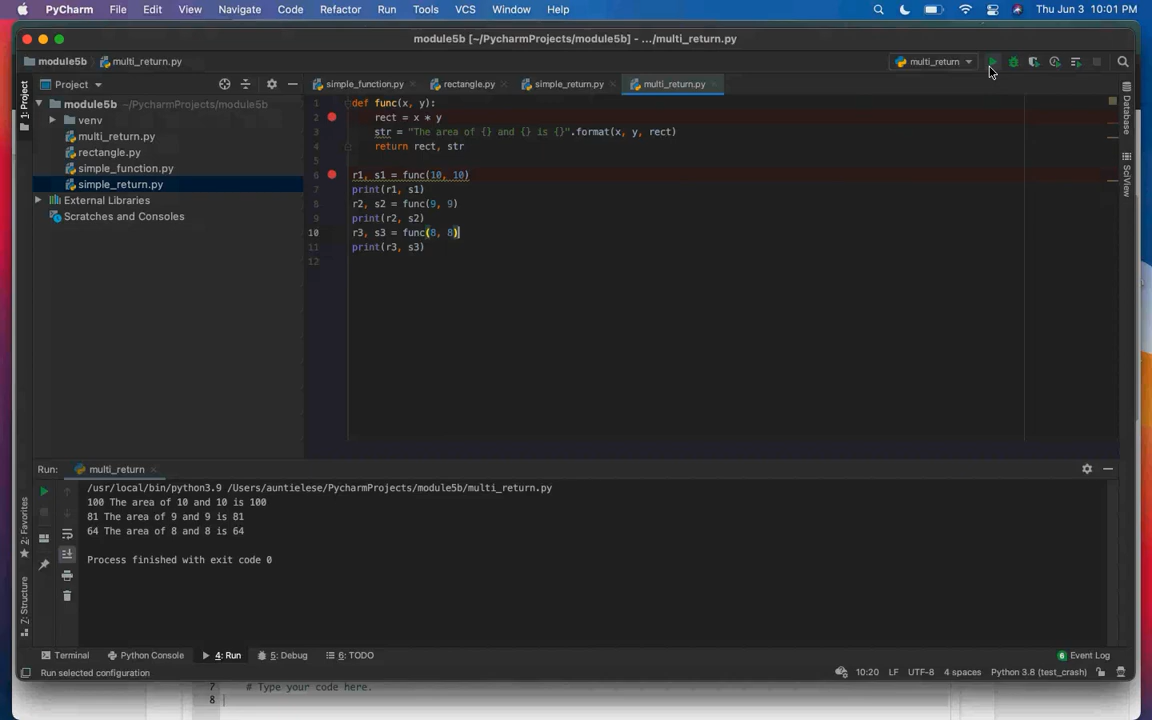 PyCharm File Edit View Navigate Code Refactor Run Tools VCS Window Help Thu Jun 3 10:01 PM
module5b [~/PycharmProjects/module5b] - .../multi_return.py
module5b multi_return.py multi_return.py
Project simple_function.py rectangle.py simple_return.py multi_return.py
1: Project
module5b ~/PycharmProjects/module5b
venv
multi_return.py
rectangle.py
simple_function.py
simple_return.py
External Libraries
Scratches and Consoles
1 def func(x, y):
2 rect = x * y
3 str = "The area of {} and {} is {}".format(x, y, rect)
4 return rect, str
5
6 r1, s1 = func(10, 10)
7 print(r1, s1)
8 r2, s2 = func(9, 9)
9 print(r2, s2)
10 r3, s3 = func(8, 8)
11 print(r3, s3)
12
Database
SciView
Run: multi_return
/usr/local/bin/python3.9 /Users/auntielese/PycharmProjects/module5b/multi_return.py
100 The area of 10 and 10 is 100
81 The area of 9 and 9 is 81
64 The area of 8 and 8 is 64
Process finished with exit code 0
2: Favorites
Z: Structure
Terminal Python Console 4: Run 5: Debug 6: TODO 6 Event Log
Run selected configuration 10:20 LF UTF-8 4 spaces Python 3.8 (test_crash)
7 # Type your code here.
8